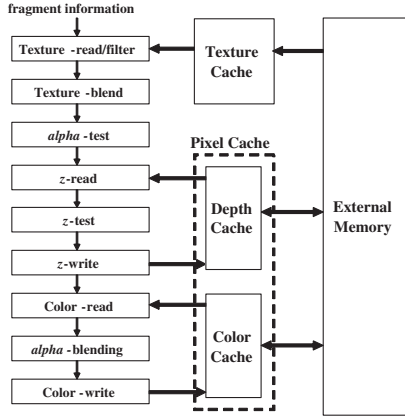 fragment information
Texture -read/filter
Texture -blend
alpha -test
z-read
z-test
z-write
Color -read
alpha -blending
Color -write
Texture
Cache
Pixel Cache
Depth
Cache
Color
Cache
External
Memory